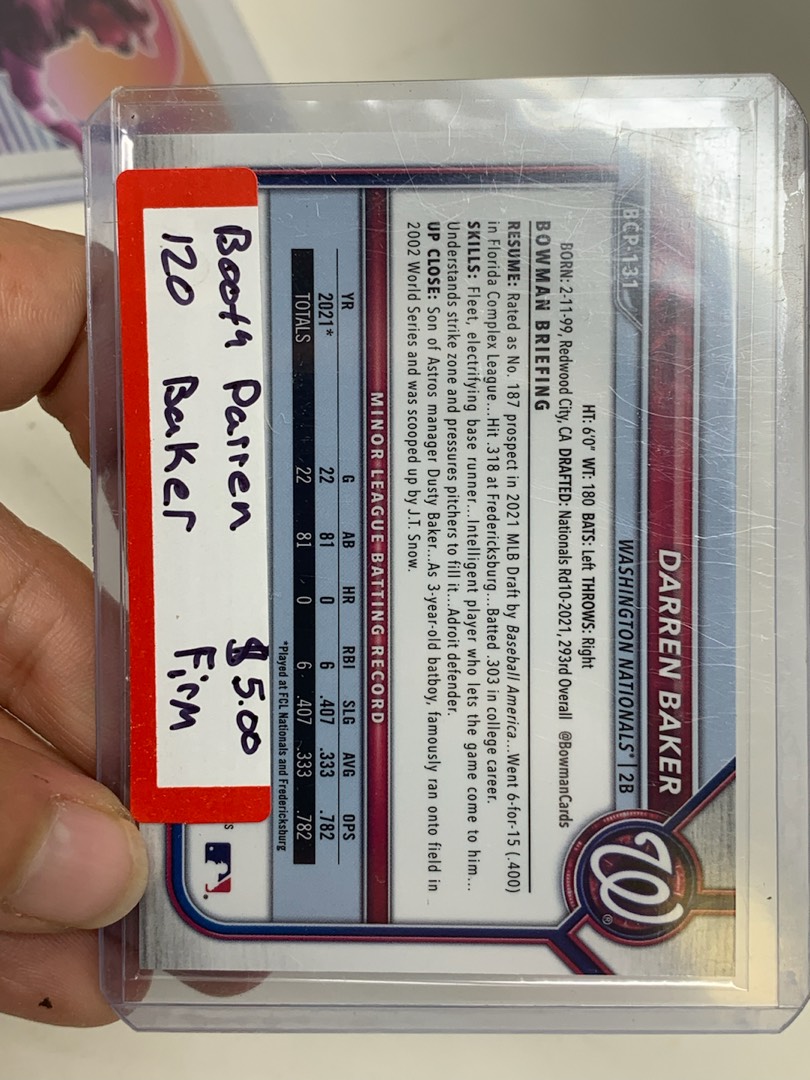 BCP-131
DARREN BAKER
WASHINGTON NATIONALS® | 2B
HT: 6'0" WT: 180 BATS: Left THROWS: Right
BORN: 2-11-99, Redwood City, CA DRAFTED: Nationals Rd10-2021, 293rd Overall @BowmanCards
BOWMAN BRIEFING
RESUME: Rated as No. 187 prospect in 2021 MLB Draft by Baseball America...Went 6-for-15 (.400)
in Florida Complex League...Hit .318 at Fredericksburg...Batted .303 in college career.
SKILLS: Fleet, electrifying base runner...Intelligent player who lets the game come to him...
Understands strike zone and pressures pitchers to fill it...Adroit defender.
UP CLOSE: Son of Astros manager Dusty Baker...As 3-year-old batboy, famously ran onto field in
2002 World Series and was scooped up by J.T. Snow.
MINOR LEAGUE BATTING RECORD
YR G AB HR RBI SLG AVG OPS
2021* 22 81 0 6 .407 .333 .782
TOTALS 22 81 0 6 .407 .333 .782
*Played at FCL Nationals and Fredericksburg
Booth Darren $5.00
120 Baker Firm
W